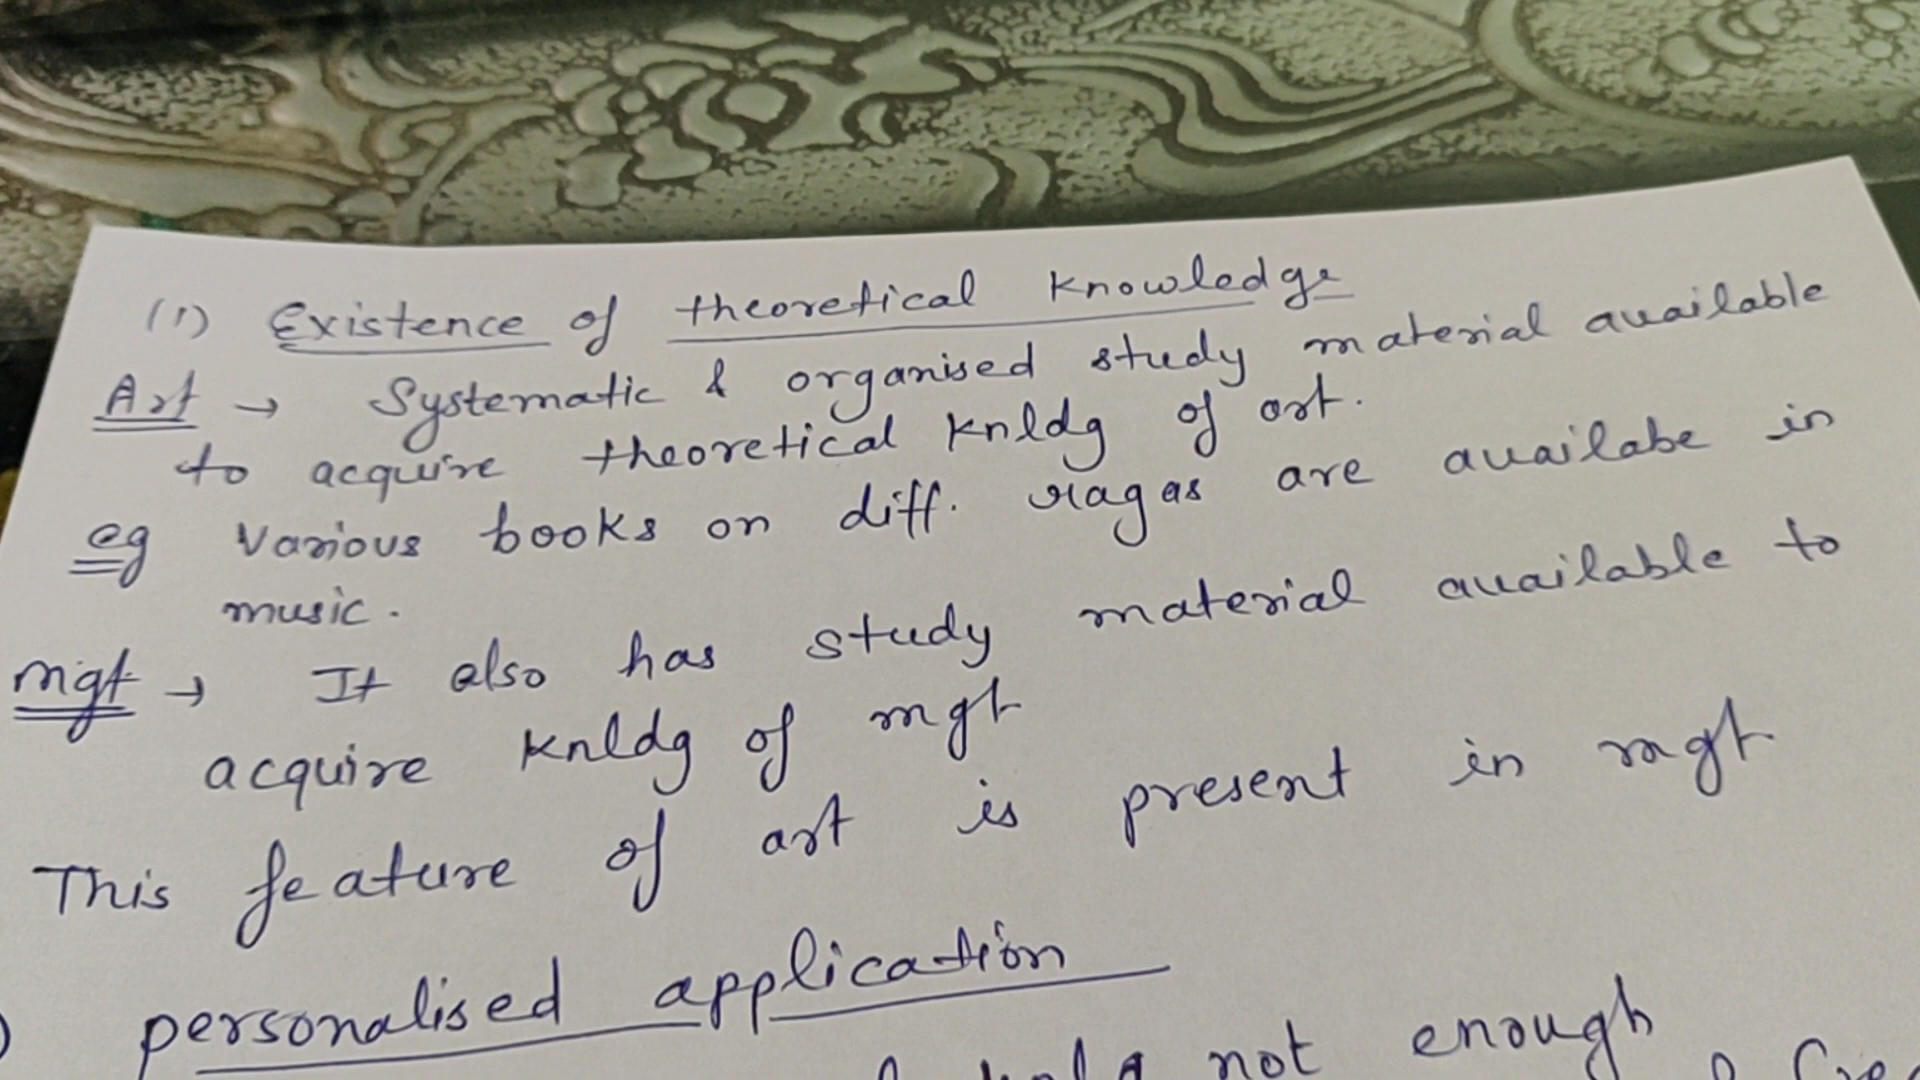 (1) Existence of theoretical knowledge
Art → Systematic & organised study material available
to acquire theoretical knldg of art.
eg Various books on diff. ragas are availabe in
music.
mgt → It also has study material available to
acquire knldg of mgt
This feature of art is present in mgt
) personalised application
not enough